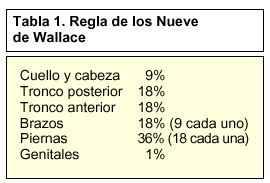 Tabla 1. Regla de los Nueve
de Wallace
Cuello y cabeza 9%
Tronco posterior 18%
Tronco anterior 18%
Brazos 18% (9 cada uno)
Piernas 36% (18 cada una)
Genitales 1%